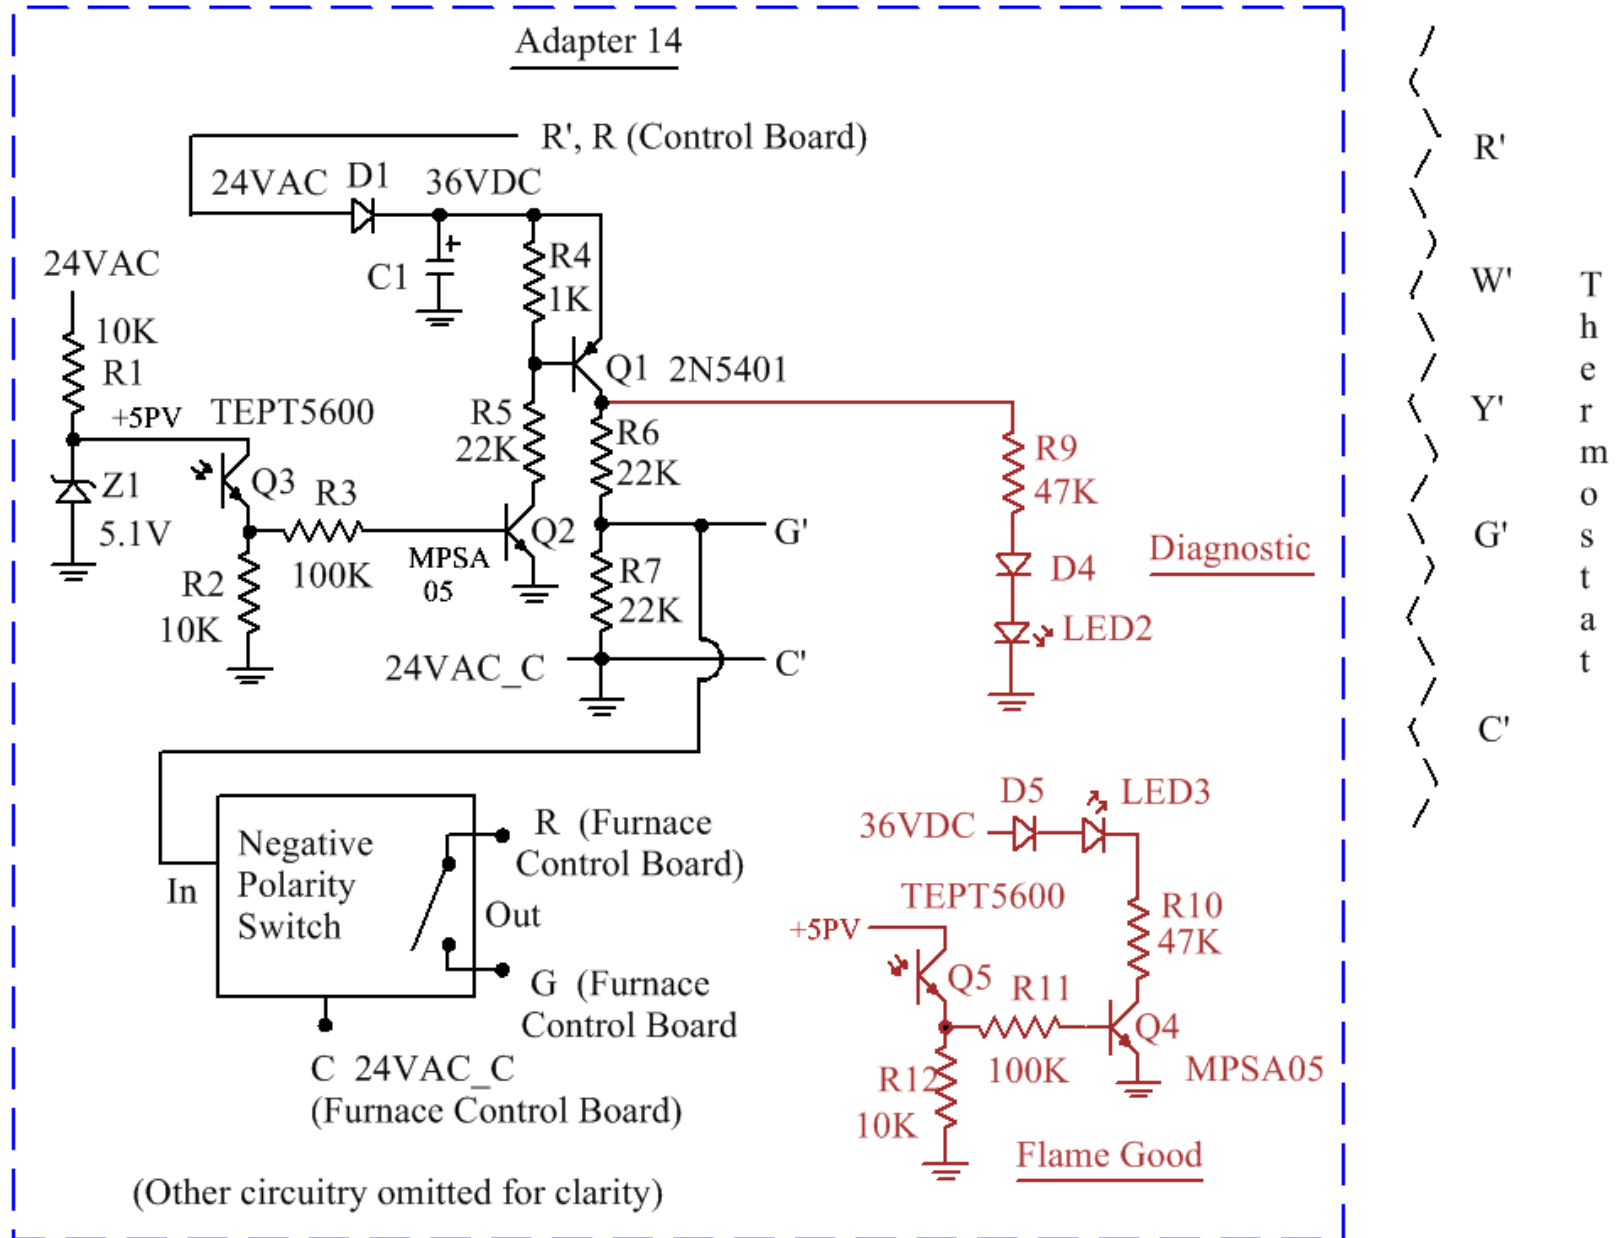 Adapter 14
R', R (Control Board)
24VAC D1 36VDC
24VAC
C1
+
R4
1K
10K
R1
+5PV
TEPT5600
Q1 2N5401
R5
22K
R6
22K
R9
47K
Z1
5.1V
Q3
R3
100K
MPSA
05
Q2
G'
R2
10K
R7
22K
24VAC_C
C'
D4
LED2
Diagnostic
R'
W'
Y'
G'
C'
T
h
e
r
m
o
s
t
a
t
Negative
Polarity
Switch
In
Out
R (Furnace
Control Board)
G (Furnace
Control Board
C 24VAC_C
(Furnace Control Board)
D5
LED3
36VDC
TEPT5600
+5PV
Q5
R10
47K
R11
100K
Q4
MPSA05
R12
10K
Flame Good
(Other circuitry omitted for clarity)